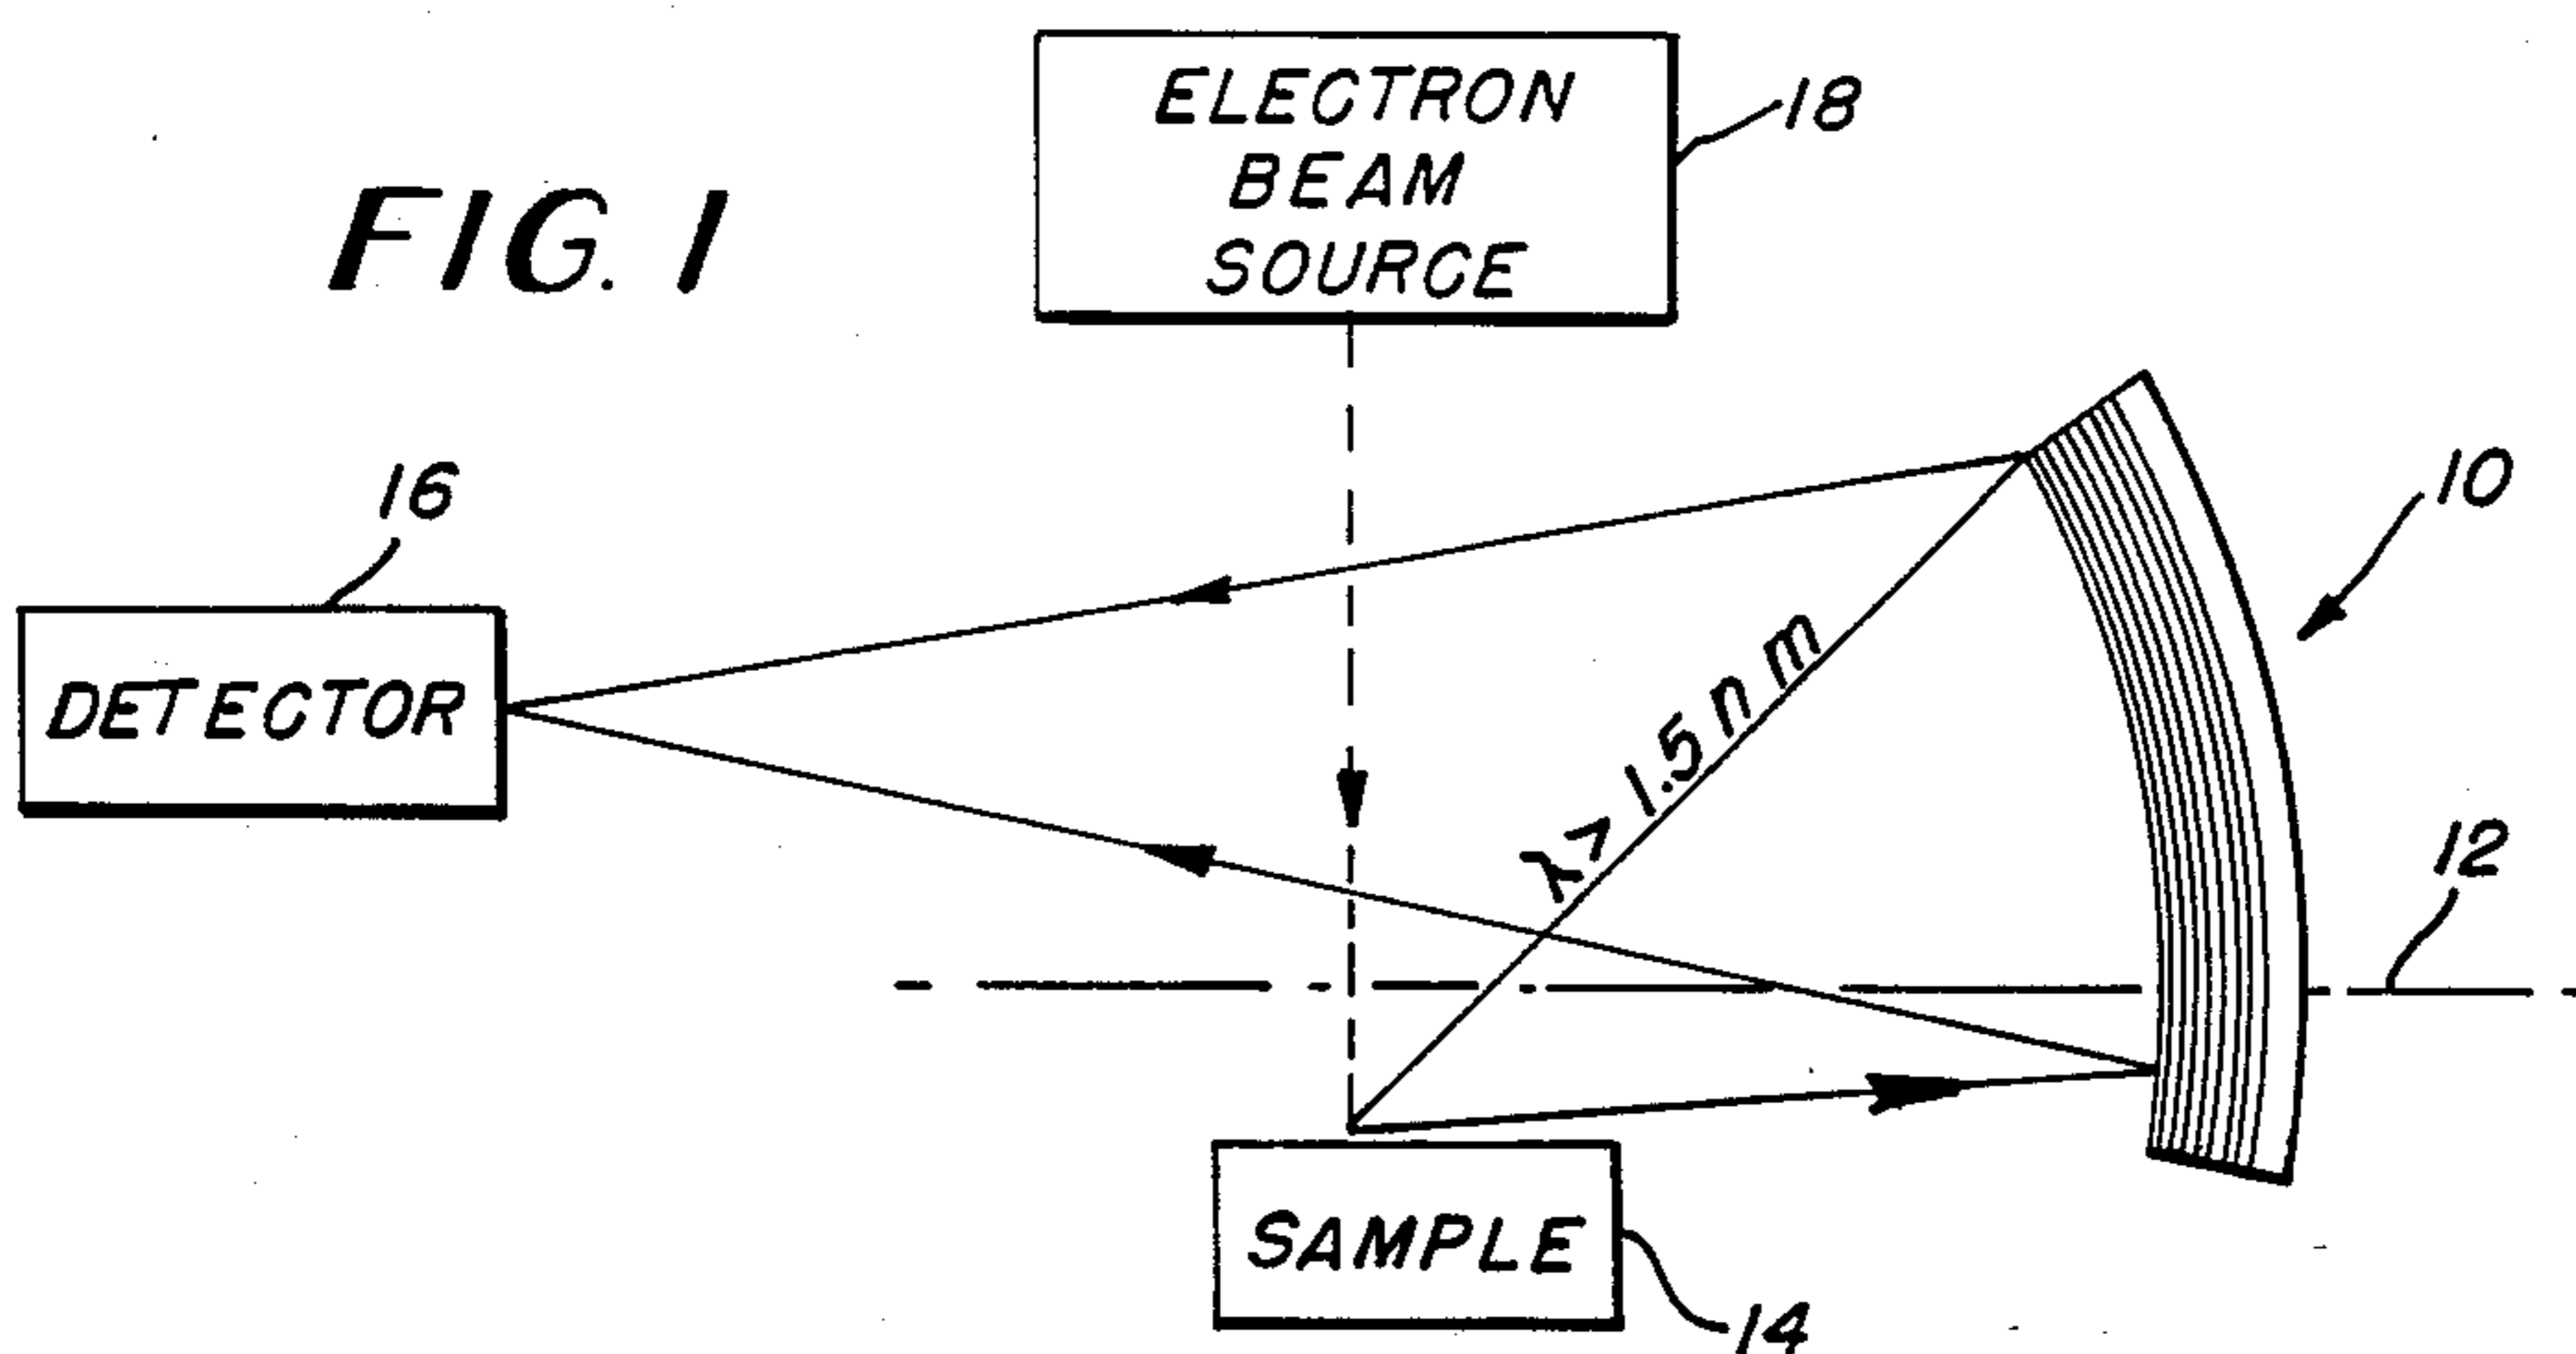 FIG. 1
ELECTRON
BEAM
SOURCE
18
16
10
DETECTOR
λ > 1.5 nm
12
SAMPLE
14